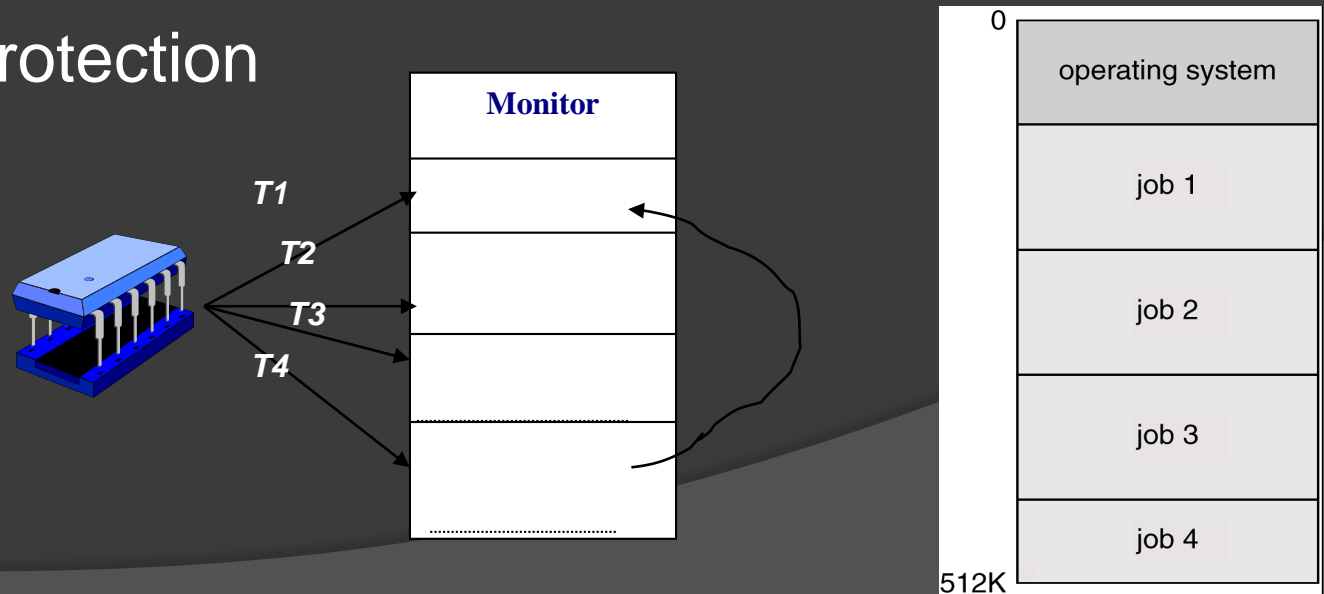 rotection
Monitor
T1
T2
T3
T4
0
operating system
job 1
job 2
job 3
job 4
512K